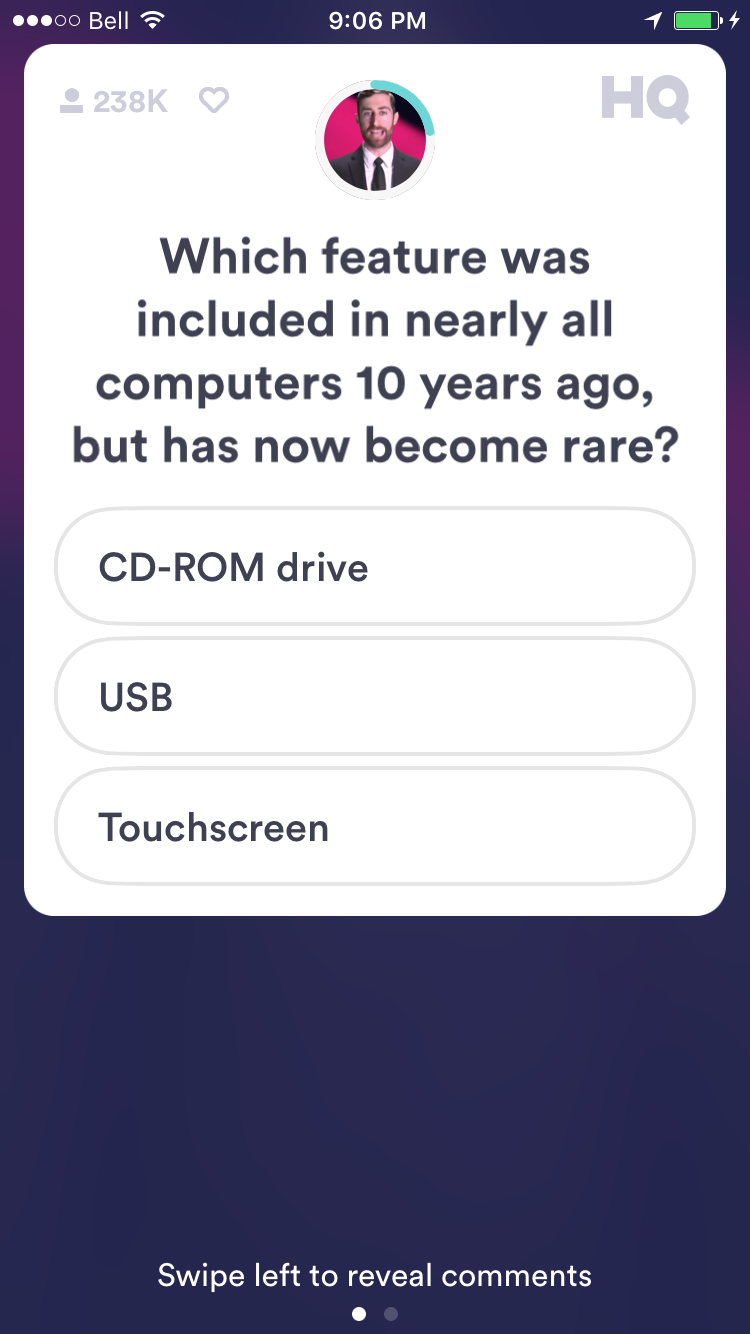 Bell 9:06 PM
238K HQ
Which feature was
included in nearly all
computers 10 years ago,
but has now become rare?
CD-ROM drive
USB
Touchscreen
Swipe left to reveal comments